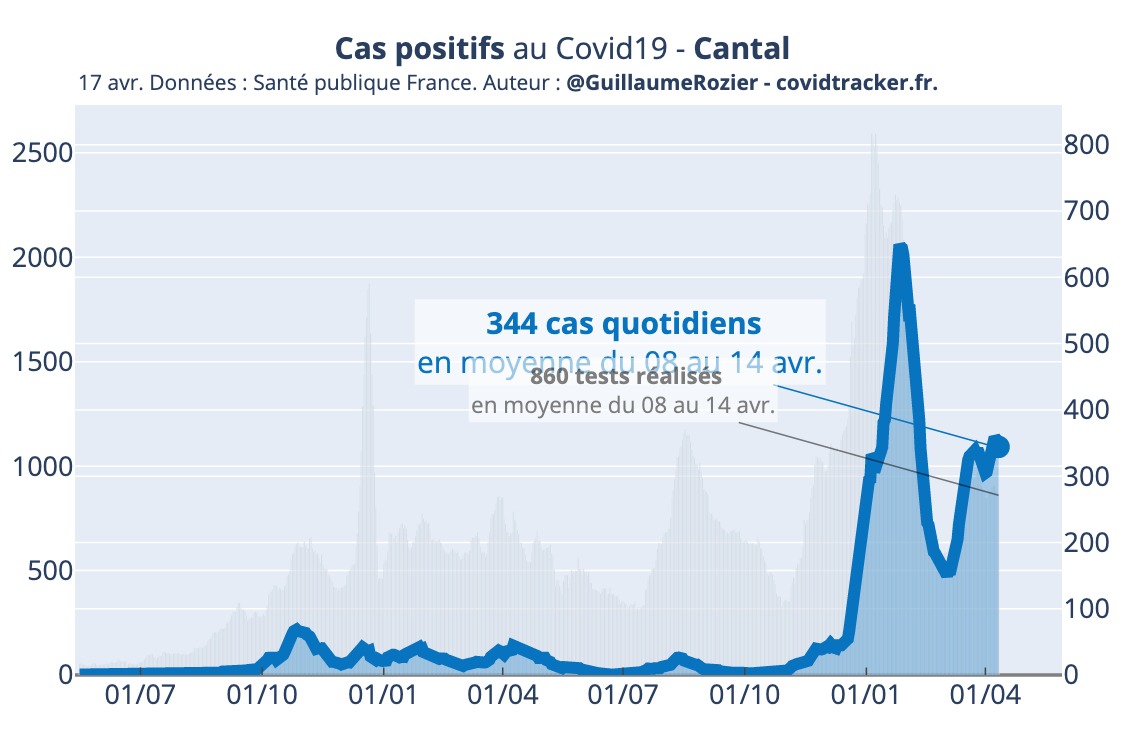 Cas positifs au Covid19 - Cantal
17 avr. Données : Santé publique France. Auteur : @GuillaumeRozier - covidtracker.fr.
2500
2000
1500
1000
500
0
344 cas quotidiens
en moyenne du 08 au 14 avr.
860 tests réalisés
en moyenne du 08 au 14 avr.
800
700
600
500
400
300
200
100
0
01/07 01/10 01/01 01/04 01/07 01/10 01/01 01/04